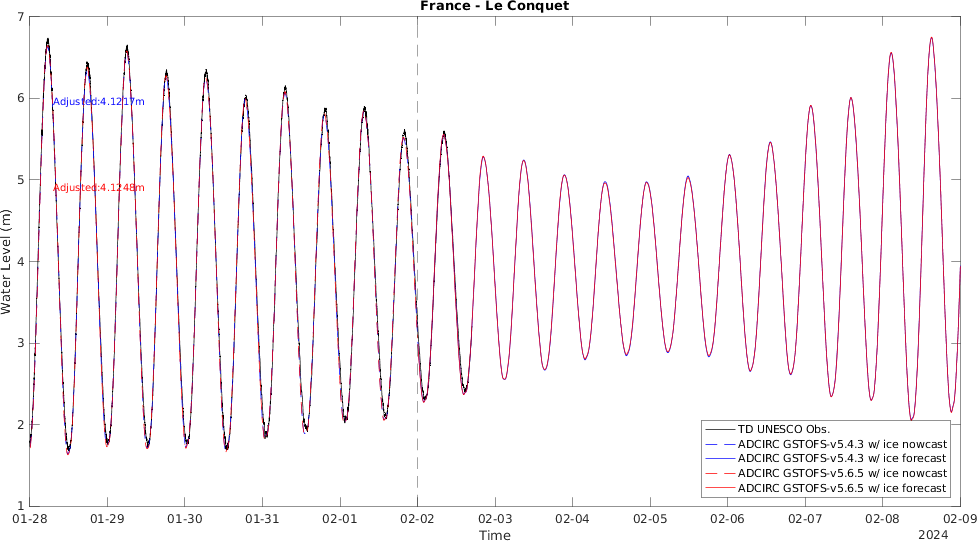 France - Le Conquet
7
6
5
4
3
2
1
Water Level (m)
Adjusted:4.1217m
Adjusted:4.1248m
TD UNESCO Obs.
ADCIRC GSTOFS-v5.4.3 w/ ice nowcast
ADCIRC GSTOFS-v5.4.3 w/ ice forecast
ADCIRC GSTOFS-v5.6.5 w/ ice nowcast
ADCIRC GSTOFS-v5.6.5 w/ ice forecast
01-28 01-29 01-30 01-31 02-01 02-02 02-03 02-04 02-05 02-06 02-07 02-08 02-09
Time
2024